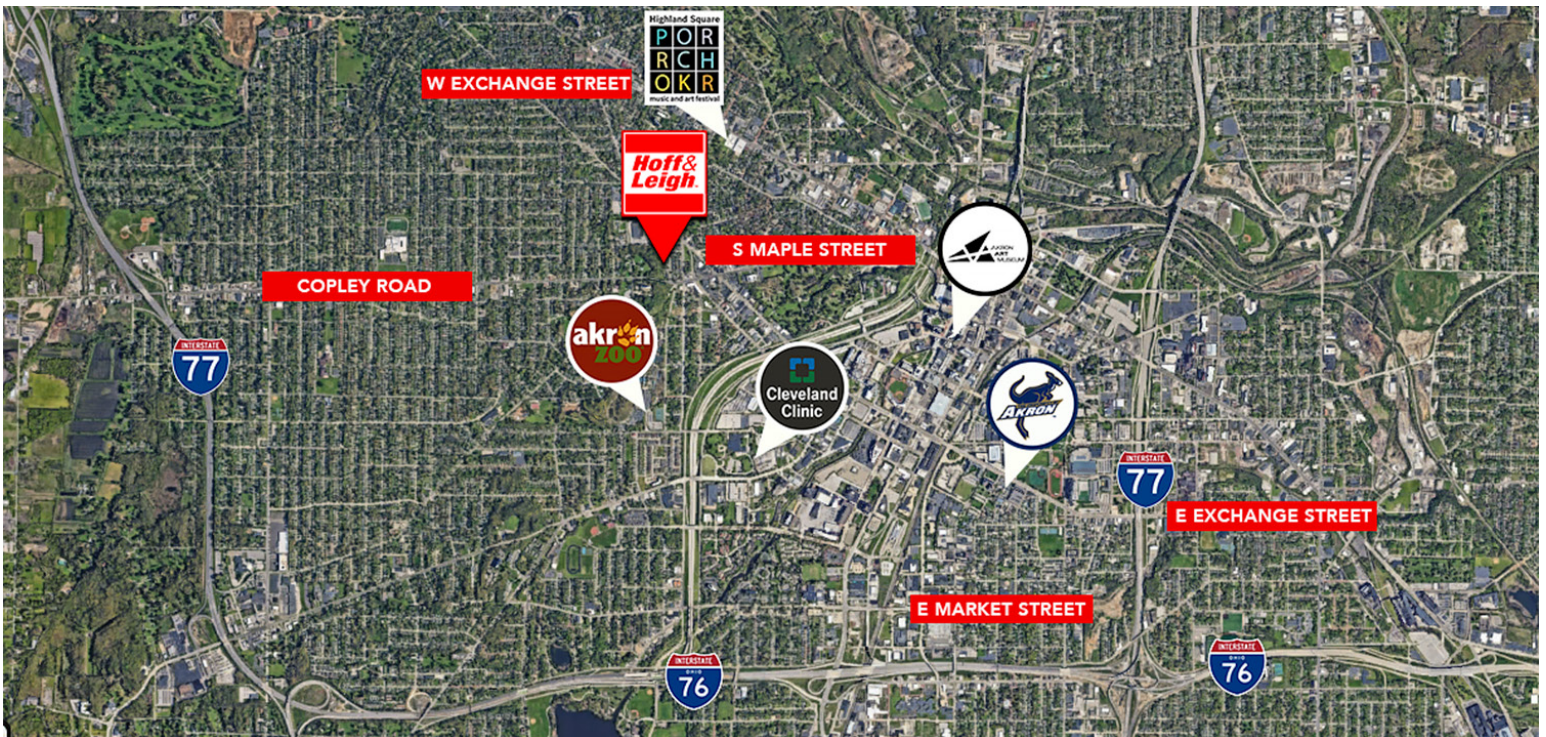 Highland Square
POR
RCH
OKR
music and art festival
W EXCHANGE STREET
Hoff&
Leigh
S MAPLE STREET
AKRON
ART
MUSEUM
COPLEY ROAD
akron
ZOO
INTERSTATE
77
Cleveland
Clinic
AKRON
INTERSTATE
77
E EXCHANGE STREET
E MARKET STREET
INTERSTATE
OHIO
76
INTERSTATE
OHIO
76